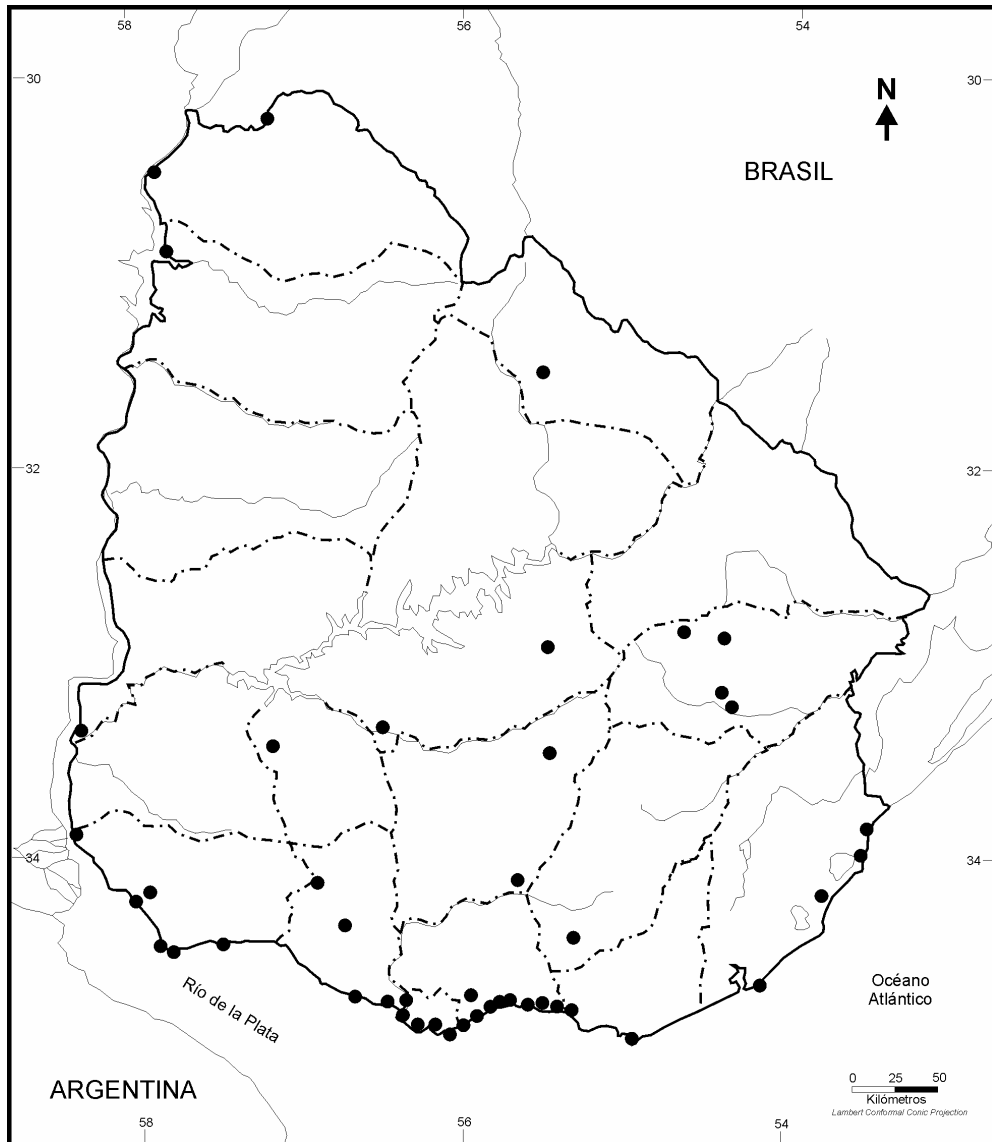 58 56 54
30 30
N
BRASIL
32 32
34 34
Río de la Plata
Océano
Atlántico
ARGENTINA
0 25 50
Kilómetros
Lambert Conformal Conic Projection
58 56 54